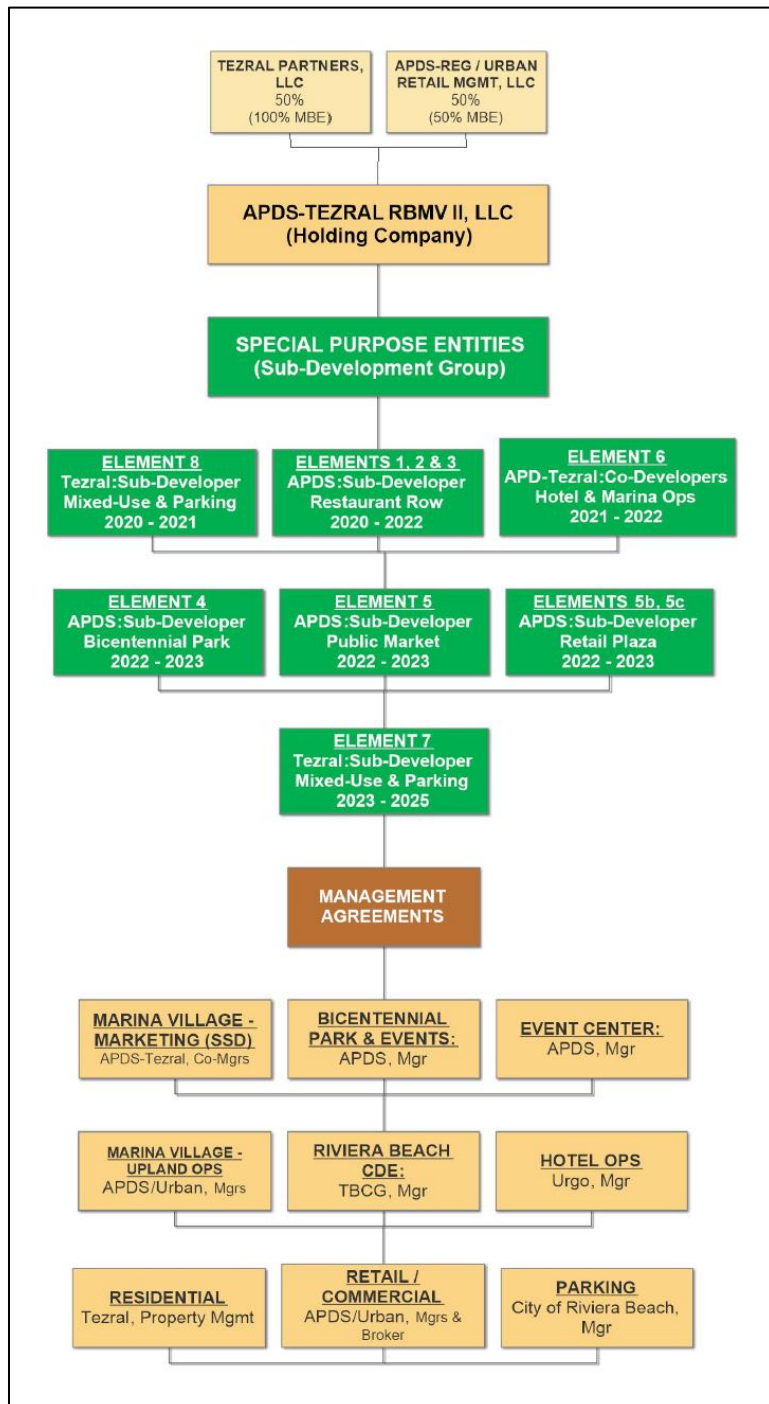 TEZRAL PARTNERS,
LLC
50%
(100% MBE)
APDS-REG / URBAN
RETAIL MGMT, LLC
50%
(50% MBE)
APDS-TEZRAL RBMV II, LLC
(Holding Company)
SPECIAL PURPOSE ENTITIES
(Sub-Development Group)
ELEMENT 8
Tezral:Sub-Developer
Mixed-Use & Parking
2020 - 2021
ELEMENTS 1, 2 & 3
APDS:Sub-Developer
Restaurant Row
2020 - 2022
ELEMENT 6
APD-Tezral:Co-Developers
Hotel & Marina Ops
2021 - 2022
ELEMENT 4
APDS:Sub-Developer
Bicentennial Park
2022 - 2023
ELEMENT 5
APDS:Sub-Developer
Public Market
2022 - 2023
ELEMENTS 5b, 5c
APDS:Sub-Developer
Retail Plaza
2022 - 2023
ELEMENT 7
Tezral:Sub-Developer
Mixed-Use & Parking
2023 - 2025
MANAGEMENT
AGREEMENTS
MARINA VILLAGE -
MARKETING (SSD)
APDS-Tezral, Co-Mgrs
BICENTENNIAL
PARK & EVENTS:
APDS, Mgr
EVENT CENTER:
APDS, Mgr
MARINA VILLAGE -
UPLAND OPS
APDS/Urban, Mgrs
RIVIERA BEACH
CDE:
TBCG, Mgr
HOTEL OPS
Urgo, Mgr
RESIDENTIAL
Tezral, Property Mgmt
RETAIL /
COMMERCIAL
APDS/Urban, Mgrs &
Broker
PARKING
City of Riviera Beach,
Mgr